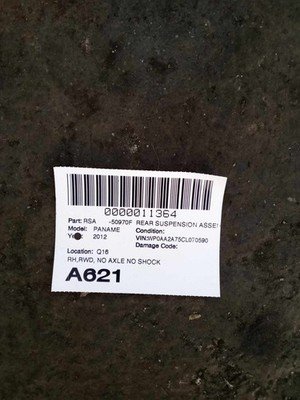 0000011364
Part: RSA -50970F REAR SUSPENSION ASSE
Model: PANAME Condition:
2012 VIN:WP0AA2A75CL070590
Damage Code:
Location: Q16
RH,RWD, NO AXLE NO SHOCK
A621